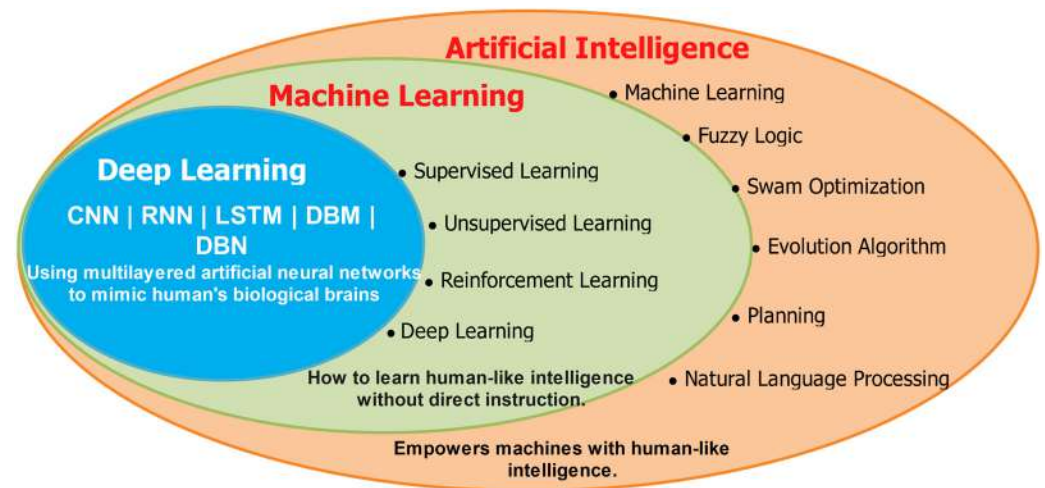 Artificial Intelligence
Machine Learning
• Machine Learning
• Fuzzy Logic
• Swam Optimization
• Evolution Algorithm
• Planning
• Natural Language Processing
Deep Learning
CNN | RNN | LSTM | DBM |
DBN
Using multilayered artificial neural networks
to mimic human's biological brains
• Supervised Learning
• Unsupervised Learning
• Reinforcement Learning
• Deep Learning
How to learn human-like intelligence
without direct instruction.
Empowers machines with human-like
intelligence.